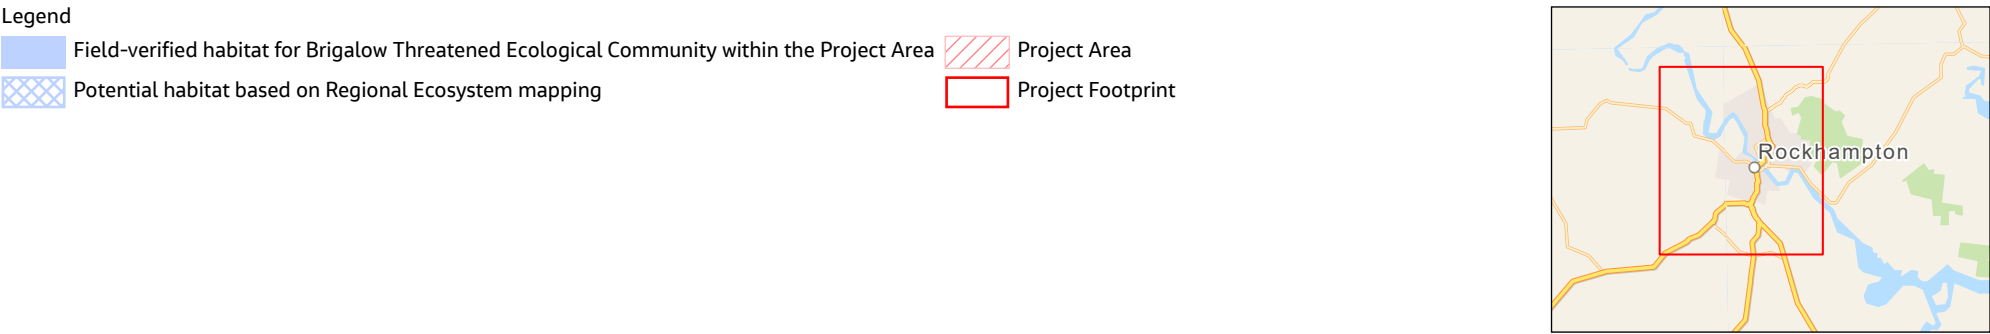 Legend
Field-verified habitat for Brigalow Threatened Ecological Community within the Project Area
Project Area
Potential habitat based on Regional Ecosystem mapping
Project Footprint
Rockhampton